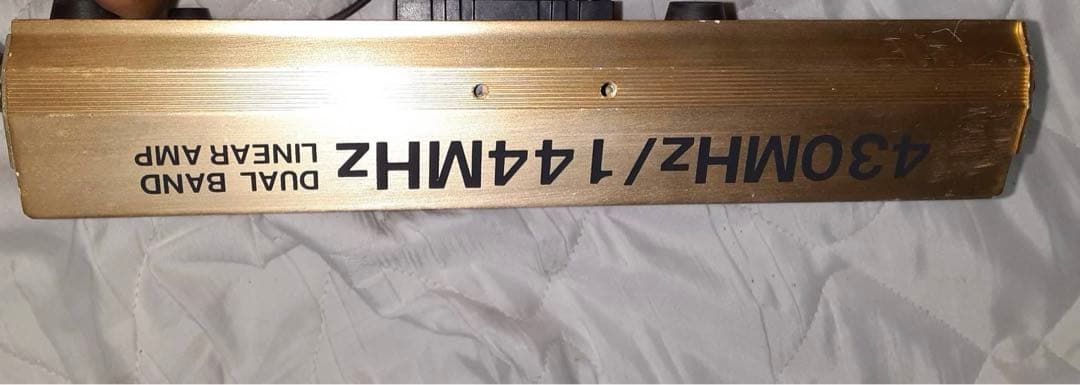 430MHz/144MHz
DUAL BAND
LINEAR AMP